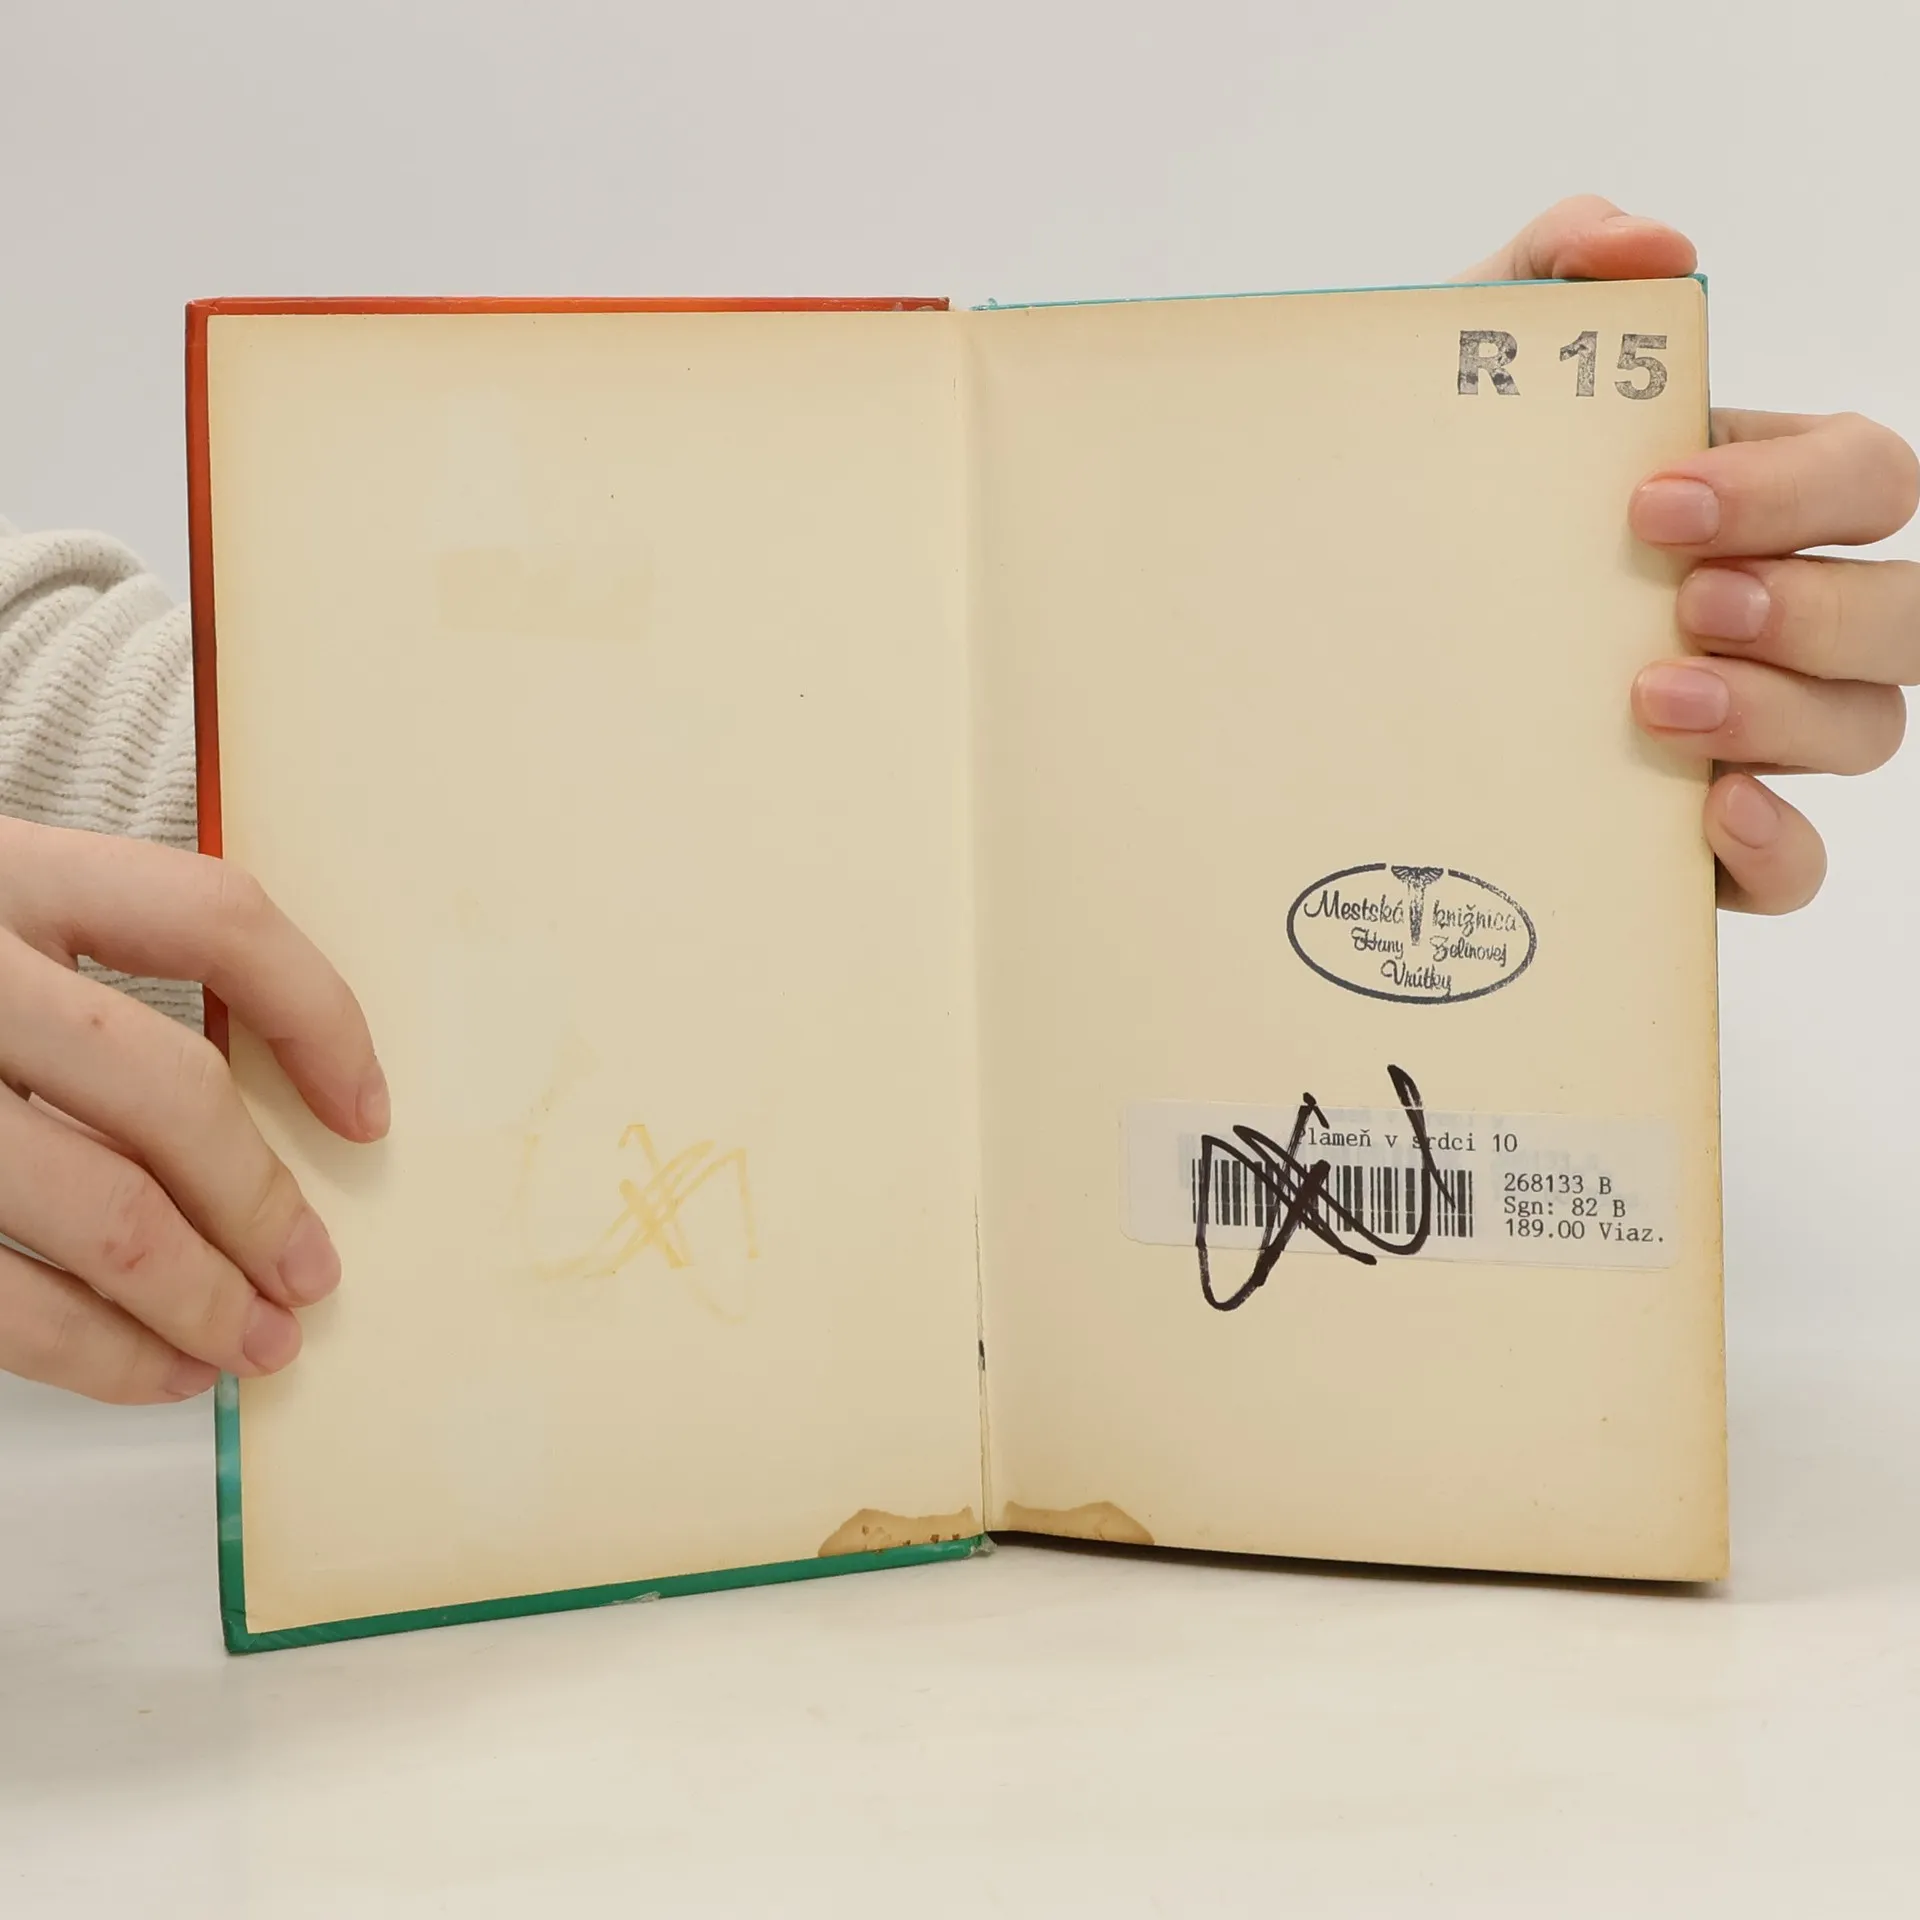 R 15
Mestská knižnica
Hany Zelinovej
Vrútky
Plameň v srdci 10
268133 B
Sgn: 82 B
189.00 Viaz.